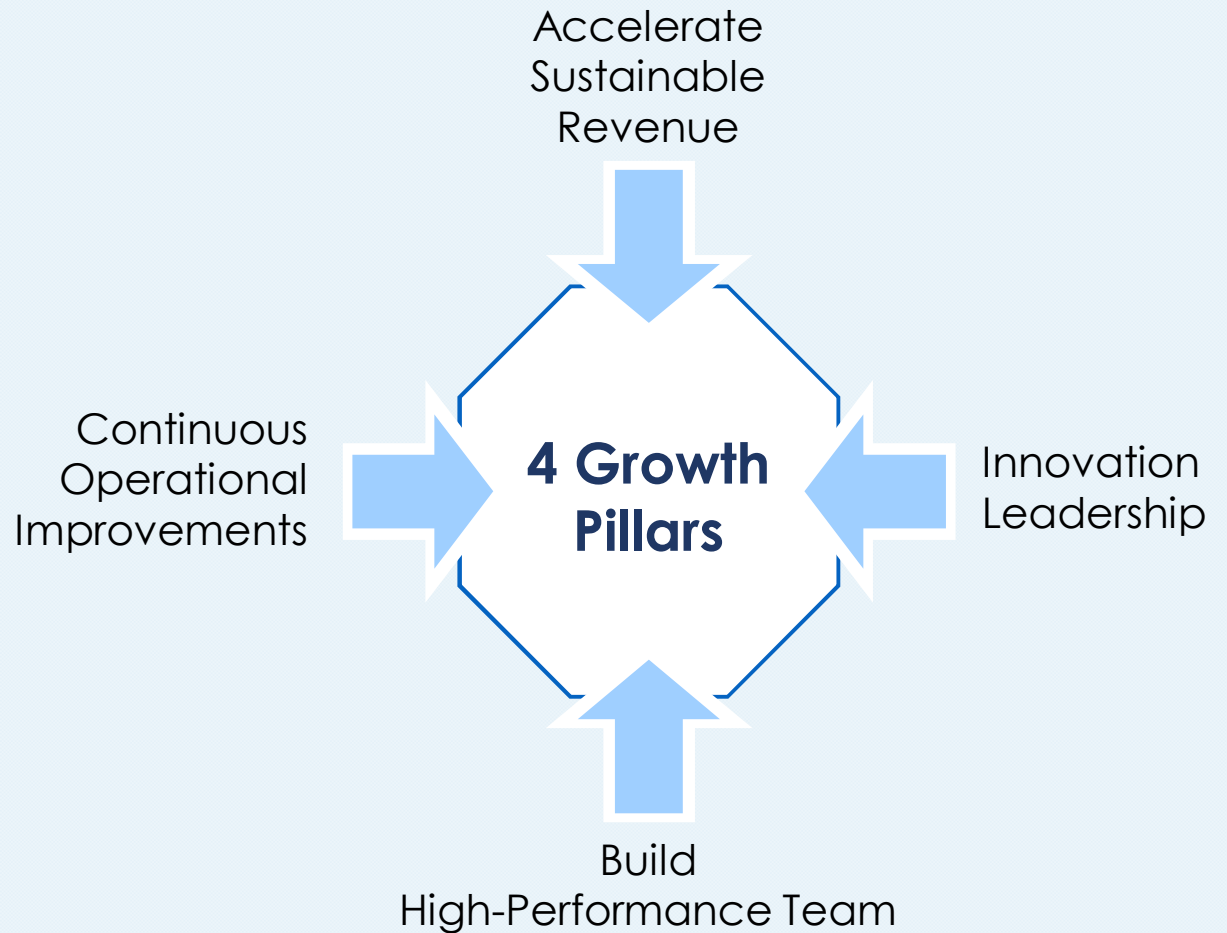 Accelerate
Sustainable
Revenue
Continuous
Operational
Improvements
4 Growth
Pillars
Innovation
Leadership
Build
High-Performance Team